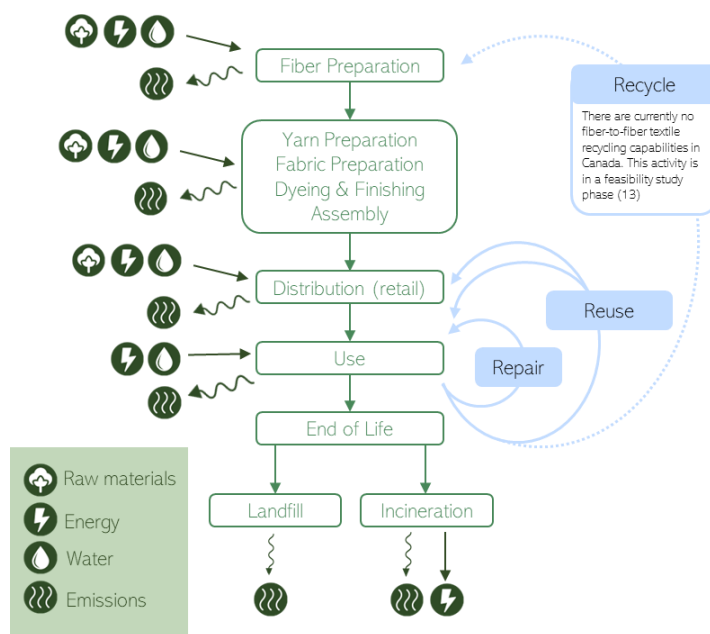 Fiber Preparation
Recycle
There are currently no
fiber-to-fiber textile
recycling capabilities in
Canada. This activity is
in a feasibility study
phase (13)
Yarn Preparation
Fabric Preparation
Dyeing & Finishing
Assembly
Distribution (retail)
Reuse
Use
Repair
End of Life
Landfill
Incineration
Raw materials
Energy
Water
Emissions